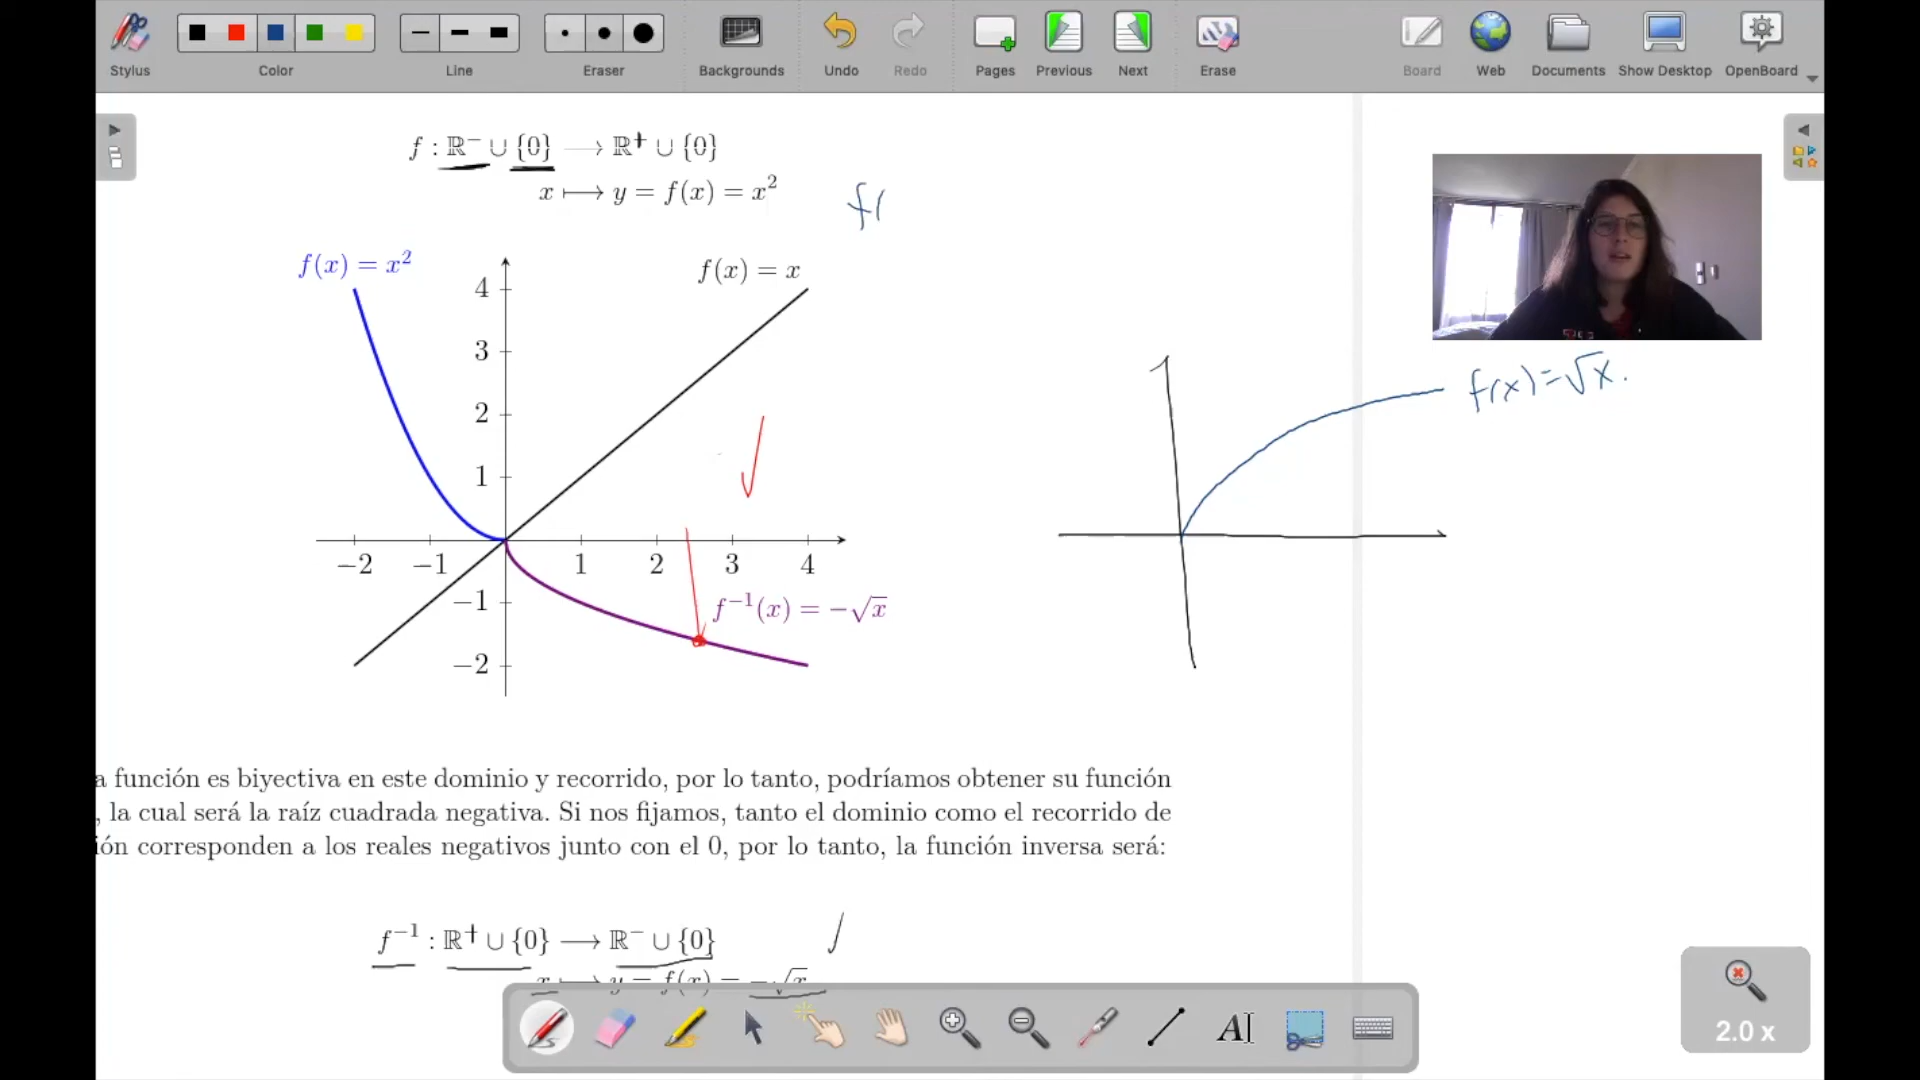 Stylus Color Line Eraser Backgrounds Undo Redo Pages Previous Next Erase Board Web Documents Show Desktop OpenBoard
f : ℝ⁻ ∪ {0} ⟶ ℝ⁺ ∪ {0}
x ⟼ y = f(x) = x²
f(
f(x) = x²
f(x) = x
4
3
2
1
−2 −1 1 2 3 4
−1
−2
f⁻¹(x) = −√x
f(x)=√x.
a función es biyectiva en este dominio y recorrido, por lo tanto, podríamos obtener su función
, la cual será la raíz cuadrada negativa. Si nos fijamos, tanto el dominio como el recorrido de
ión corresponden a los reales negativos junto con el 0, por lo tanto, la función inversa será:
f⁻¹ : ℝ⁺ ∪ {0} ⟶ ℝ⁻ ∪ {0}
x ⟼ y = f(x) = −√x
AI
2.0 x